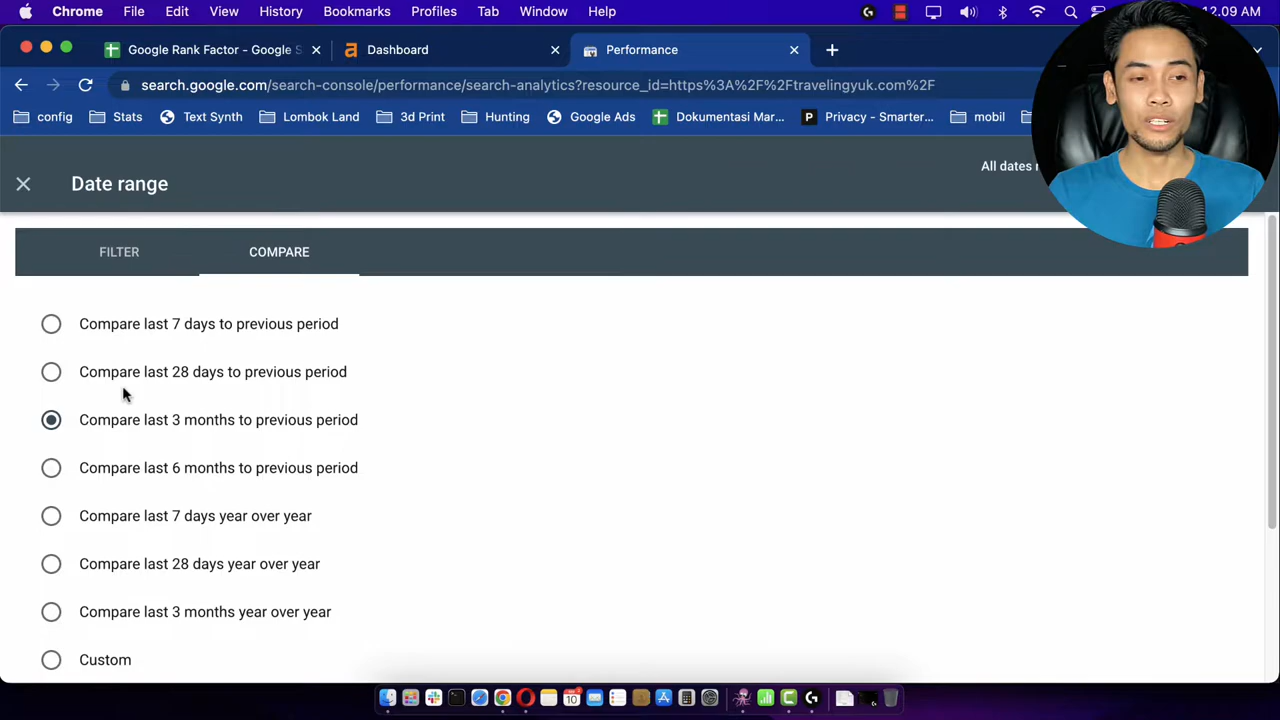 Chrome File Edit View History Bookmarks Profiles Tab Window Help 12.09 AM
Google Rank Factor - Google S Dashboard Performance
search.google.com/search-console/performance/search-analytics?resource_id=https%3A%2F%2Ftravelingyuk.com%2F
config Stats Text Synth Lombok Land 3d Print Hunting Google Ads Dokumentasi Mar... Privacy - Smarter... mobil
All dates
Date range
FILTER COMPARE
Compare last 7 days to previous period
Compare last 28 days to previous period
Compare last 3 months to previous period
Compare last 6 months to previous period
Compare last 7 days year over year
Compare last 28 days year over year
Compare last 3 months year over year
Custom